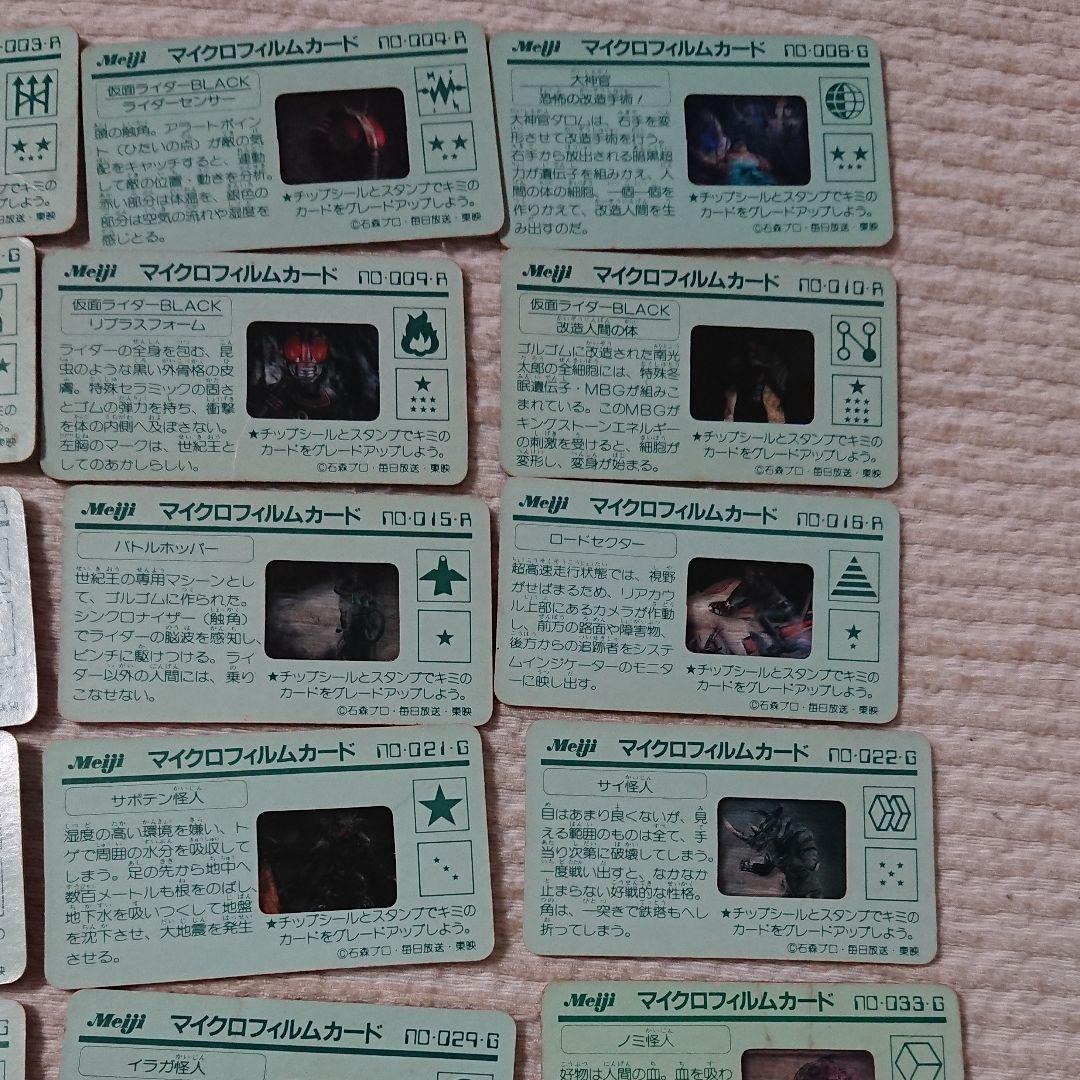 003·R
Meiji マイクロフィルムカード NO·004·R
仮面ライダーBLACK
ライダーセンサー
頭の触角。アラートポイン
ト（ひたいの点）が敵の気
配をキャッチすると、連動
して敵の位置・動きを分析。
赤い部分は体温を、銀色の
部分は空気の流れや湿度を
感じとる。
★チップシールとスタンプでキミの
カードをグレードアップしよう。
©石森プロ・毎日放送・東映
Meiji マイクロフィルムカード NO·006·G
大神官
恐怖の改造手術！
大神官ダロムは、右手を変
形させて改造手術を行う。
右手から放出される暗黒超
力が遺伝子を組みかえ、人
間の体の細胞、一個一個を
作りかえて、改造人間を生
み出すのだ。
★チップシールとスタンプでキミの
カードをグレードアップしよう。
©石森プロ・毎日放送・東映
Meiji マイクロフィルムカード NO·009·R
仮面ライダーBLACK
リプラスフォーム
ライダーの全身を包む、昆
虫のような黒い外骨格の皮
膚。特殊セラミックの固さ
とゴムの弾力を持ち、衝撃
を体の内側へ及ぼさない。
左胸のマークは、世紀王と
してのあかしらしい。
★チップシールとスタンプでキミの
カードをグレードアップしよう。
©石森プロ・毎日放送・東映
Meiji マイクロフィルムカード NO·010·R
仮面ライダーBLACK
改造人間の体
ゴルゴムに改造された南光
太郎の全細胞には、特殊冬
眠遺伝子・MBGが組みこ
まれている。このMBGが
キングストーンエネルギー
の刺激を受けると、細胞が
変形し、変身が始まる。
★チップシールとスタンプでキミの
カードをグレードアップしよう。
©石森プロ・毎日放送・東映
Meiji マイクロフィルムカード NO·015·R
バトルホッパー
世紀王の専用マシーンとし
て、ゴルゴムに作られた。
シンクロナイザー（触角）
でライダーの脳波を感知し、
ピンチに駆けつける。ライ
ダー以外の人間には、乗り
こなせない。
★チップシールとスタンプでキミの
カードをグレードアップしよう。
©石森プロ・毎日放送・東映
Meiji マイクロフィルムカード NO·016·R
ロードセクター
超高速走行状態では、視野
がせばまるため、リアカウ
ル上部にあるカメラが作動
し、前方の路面や障害物、
後方からの追跡者をシステ
ムインジケーターのモニタ
ーに映し出す。
★チップシールとスタンプでキミの
カードをグレードアップしよう。
©石森プロ・毎日放送・東映
Meiji マイクロフィルムカード NO·021·G
サボテン怪人
湿度の高い環境を嫌い、ト
ゲで周囲の水分を吸収して
しまう。足の先から地中へ
数百メートルも根をのばし、
地下水を吸いつくして地盤
を沈下させ、大地震を発生
させる。
★チップシールとスタンプでキミの
カードをグレードアップしよう。
©石森プロ・毎日放送・東映
Meiji マイクロフィルムカード NO·022·G
サイ怪人
目はあまり良くないが、見
える範囲のものは全て、手
当り次第に破壊してしまう。
一度戦い出すと、なかなか
止まらない好戦的な性格。
角は、一突きで鉄塔もへし
折ってしまう。
★チップシールとスタンプでキミの
カードをグレードアップしよう。
©石森プロ・毎日放送・東映
Meiji マイクロフィルムカード NO·029·G
イラガ怪人
Meiji マイクロフィルムカード NO·033·G
ノミ怪人
好物は人間の血。血を吸わ